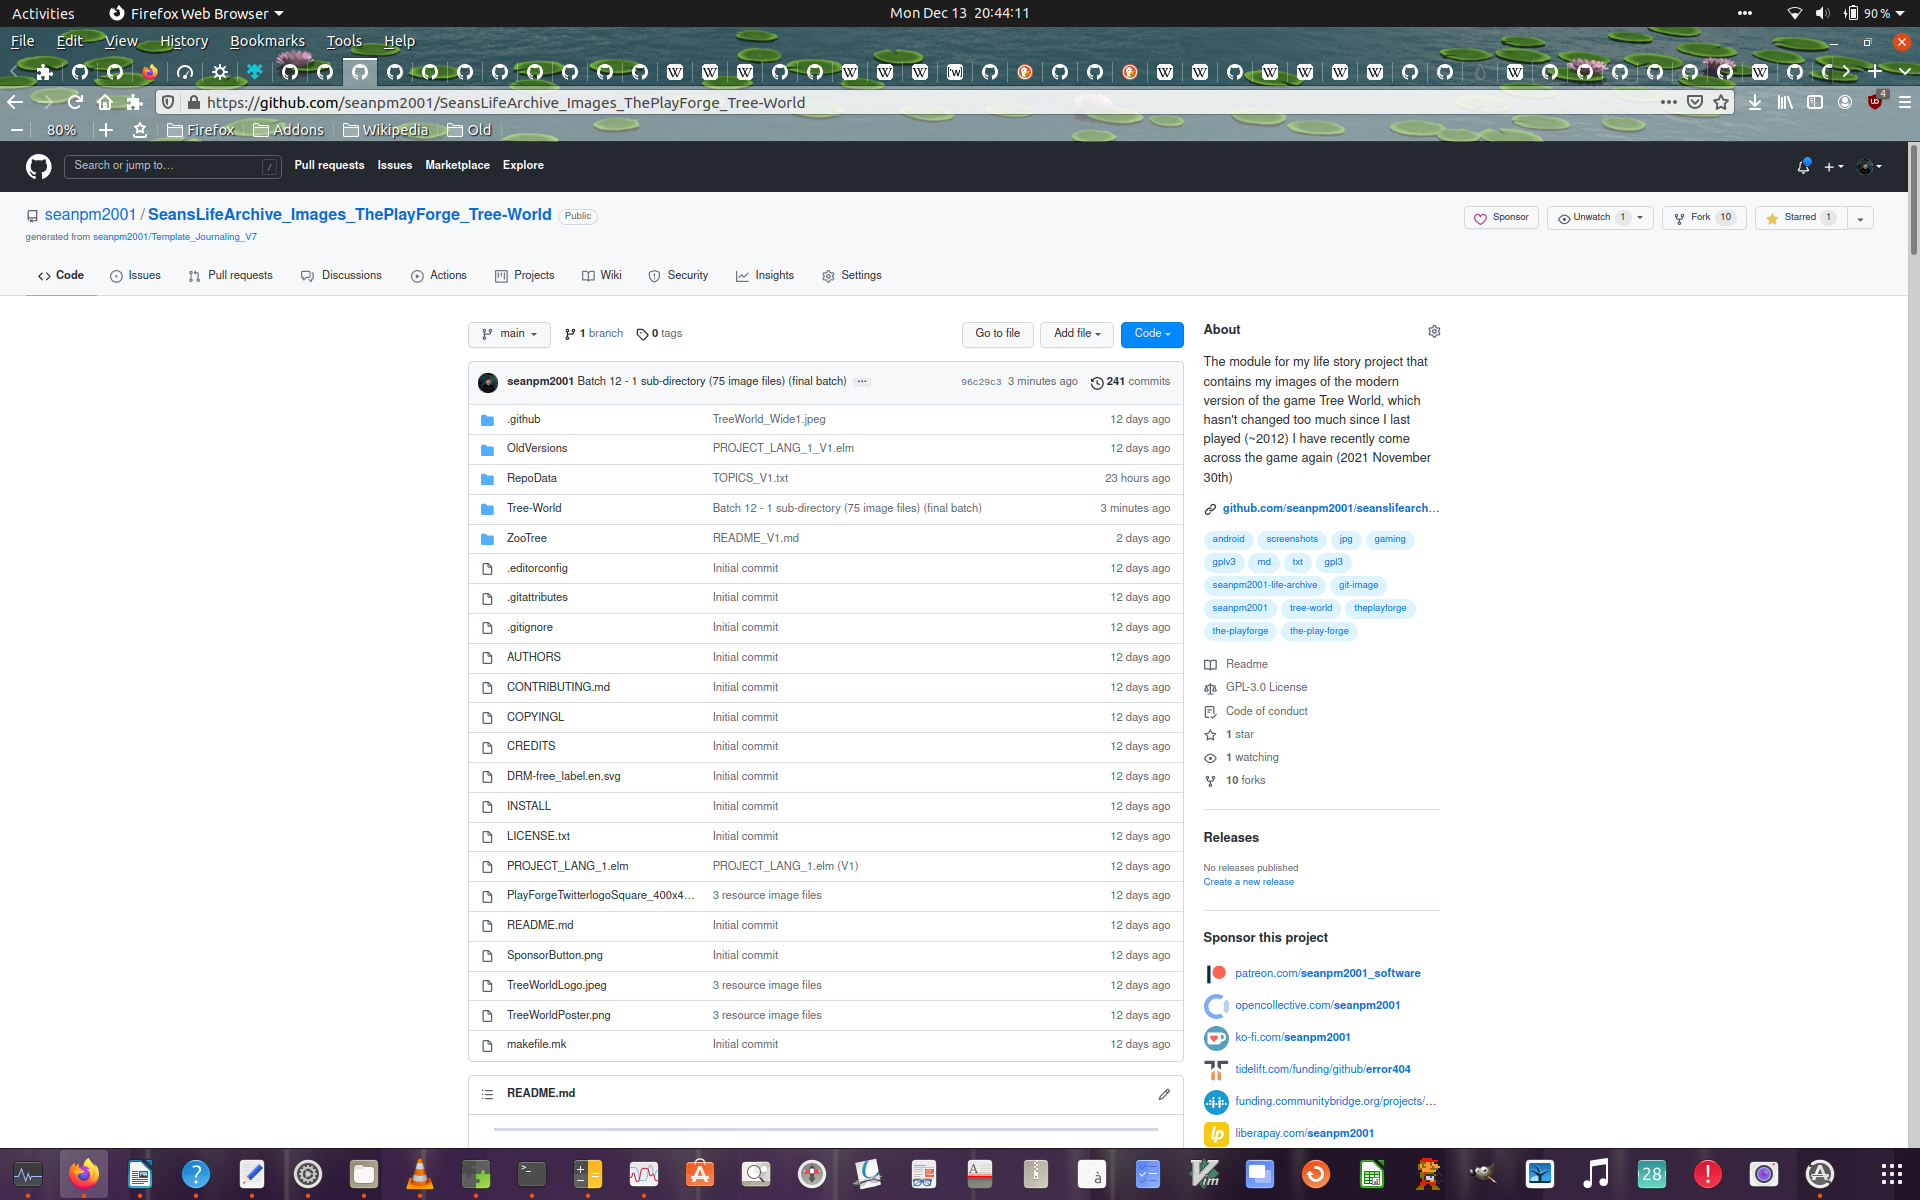 Activities
Firefox Web Browser
Mon Dec 13 20:44:11
90 %
File Edit View History Bookmarks Tools Help
https://github.com/seanpm2001/SeansLifeArchive_Images_ThePlayForge_Tree-World
4
80%
Firefox
Addons
Wikipedia
Old
Search or jump to…
/
Pull requests
Issues
Marketplace
Explore
seanpm2001 / SeansLifeArchive_Images_ThePlayForge_Tree-World
Public
generated from seanpm2001/Template_Journaling_V7
Sponsor
Unwatch 1
Fork 10
Starred 1
Code
Issues
Pull requests
Discussions
Actions
Projects
Wiki
Security
Insights
Settings
main
1 branch
0 tags
Go to file
Add file
Code
seanpm2001 Batch 12 - 1 sub-directory (75 image files) (final batch) ...
96c29c3 3 minutes ago
241 commits
.github TreeWorld_Wide1.jpeg 12 days ago
OldVersions PROJECT_LANG_1_V1.elm 12 days ago
RepoData TOPICS_V1.txt 23 hours ago
Tree-World Batch 12 - 1 sub-directory (75 image files) (final batch) 3 minutes ago
ZooTree README_V1.md 2 days ago
.editorconfig Initial commit 12 days ago
.gitattributes Initial commit 12 days ago
.gitignore Initial commit 12 days ago
AUTHORS Initial commit 12 days ago
CONTRIBUTING.md Initial commit 12 days ago
COPYINGL Initial commit 12 days ago
CREDITS Initial commit 12 days ago
DRM-free_label.en.svg Initial commit 12 days ago
INSTALL Initial commit 12 days ago
LICENSE.txt Initial commit 12 days ago
PROJECT_LANG_1.elm PROJECT_LANG_1.elm (V1) 12 days ago
PlayForgeTwitterlogoSquare_400x4… 3 resource image files 12 days ago
README.md Initial commit 12 days ago
SponsorButton.png Initial commit 12 days ago
TreeWorldLogo.jpeg 3 resource image files 12 days ago
TreeWorldPoster.png 3 resource image files 12 days ago
makefile.mk Initial commit 12 days ago
README.md
About
The module for my life story project that
contains my images of the modern
version of the game Tree World, which
hasn't changed too much since I last
played (~2012) I have recently come
across the game again (2021 November
30th)
github.com/seanpm2001/seanslifearch…
android screenshots jpg gaming
gplv3 md txt gpl3
seanpm2001-life-archive git-image
seanpm2001 tree-world theplayforge
the-playforge the-play-forge
Readme
GPL-3.0 License
Code of conduct
1 star
1 watching
10 forks
Releases
No releases published
Create a new release
Sponsor this project
patreon.com/seanpm2001_software
opencollective.com/seanpm2001
ko-fi.com/seanpm2001
tidelift.com/funding/github/error404
funding.communitybridge.org/projects/…
lp
liberapay.com/seanpm2001
28